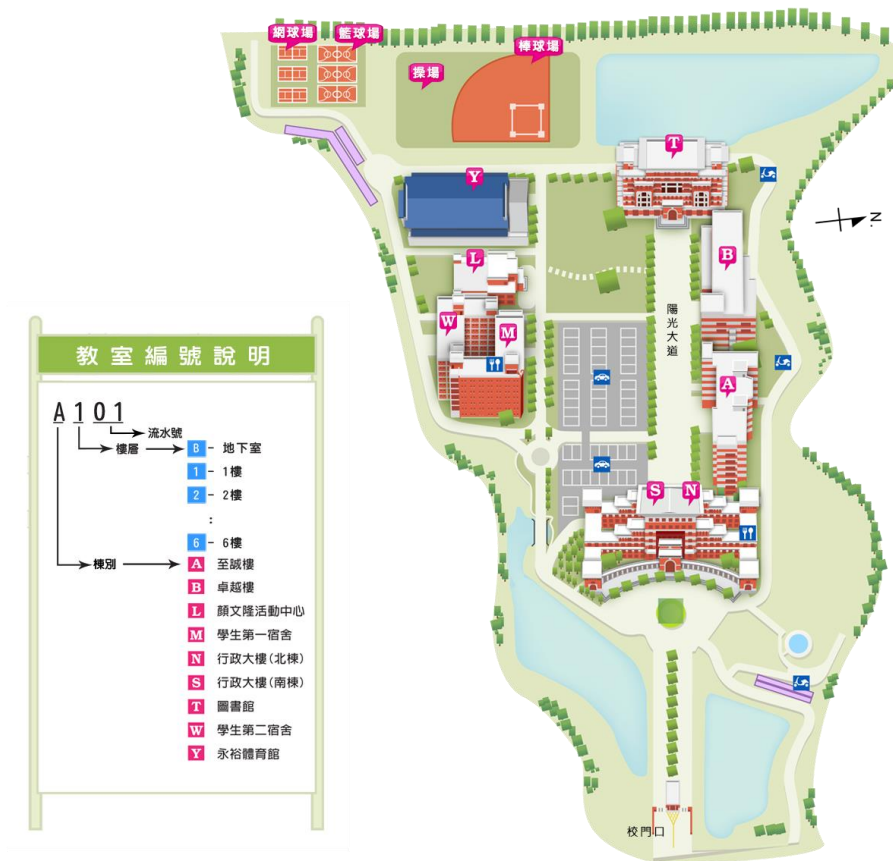 網球場
籃球場
棒球場
操場
T
Y
N.
B
L
陽光大道
W
M
A
S
N
校門口
教室編號說明
A101
流水號
樓層
B - 地下室
1 - 1樓
2 - 2樓
:
6 - 6樓
棟別
A 至誠樓
B 卓越樓
L 顏文隆活動中心
M 學生第一宿舍
N 行政大樓(北棟)
S 行政大樓(南棟)
T 圖書館
W 學生第二宿舍
Y 永裕體育館